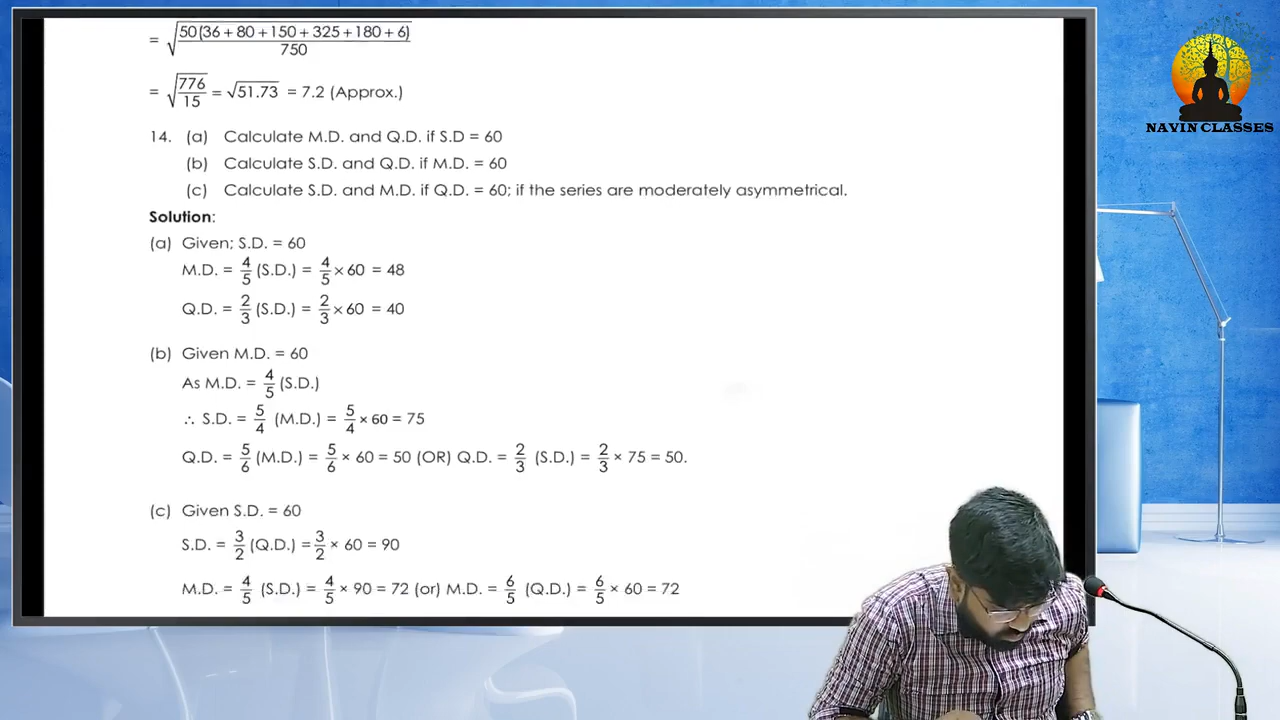 = √50(36 + 80 + 150 + 325 + 180 + 6)/750
= √776/15 = √51.73 = 7.2 (Approx.)
14. (a) Calculate M.D. and Q.D. if S.D = 60
(b) Calculate S.D. and Q.D. if M.D. = 60
(c) Calculate S.D. and M.D. if Q.D. = 60; if the series are moderately asymmetrical.
Solution:
(a) Given; S.D. = 60
M.D. = 4/5 (S.D.) = 4/5 × 60 = 48
Q.D. = 2/3 (S.D.) = 2/3 × 60 = 40
(b) Given M.D. = 60
As M.D. = 4/5 (S.D.)
∴ S.D. = 5/4 (M.D.) = 5/4 × 60 = 75
Q.D. = 5/6 (M.D.) = 5/6 × 60 = 50 (OR) Q.D. = 2/3 (S.D.) = 2/3 × 75 = 50.
(c) Given S.D. = 60
S.D. = 3/2 (Q.D.) = 3/2 × 60 = 90
M.D. = 4/5 (S.D.) = 4/5 × 90 = 72 (or) M.D. = 6/5 (Q.D.) = 6/5 × 60 = 72
NAVIN CLASSES